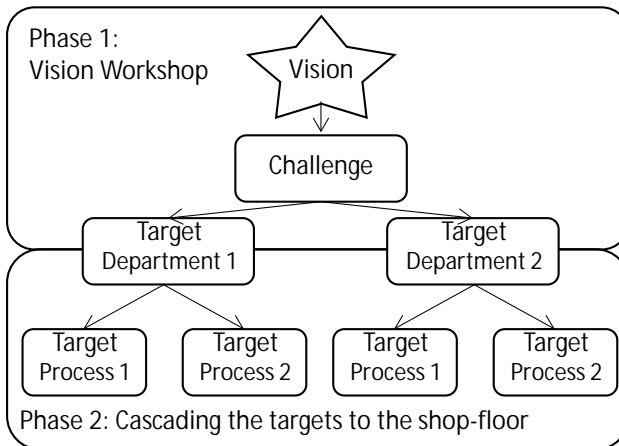 Phase 1:
Vision Workshop
Vision
Challenge
Target
Department 1
Target
Department 2
Target
Process 1
Target
Process 2
Target
Process 1
Target
Process 2
Phase 2: Cascading the targets to the shop-floor